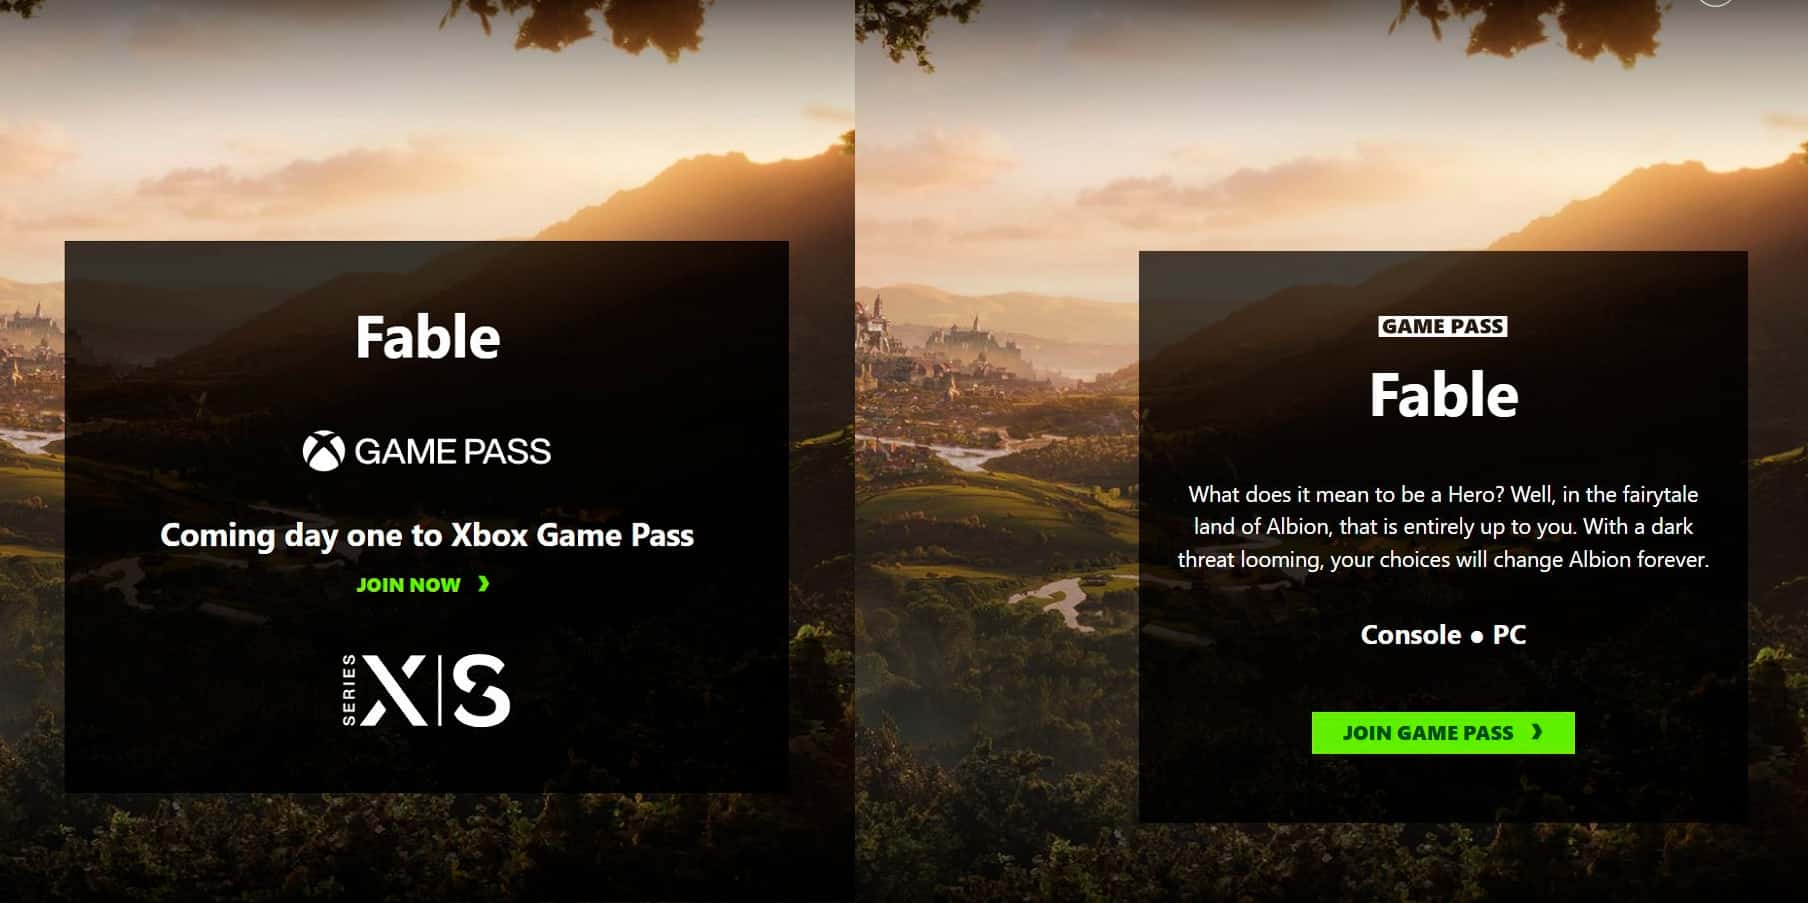 Fable
GAME PASS
Coming day one to Xbox Game Pass
JOIN NOW ❯
SERIES X|S
GAME PASS
Fable
What does it mean to be a Hero? Well, in the fairytale
land of Albion, that is entirely up to you. With a dark
threat looming, your choices will change Albion forever.
Console ● PC
JOIN GAME PASS ❯